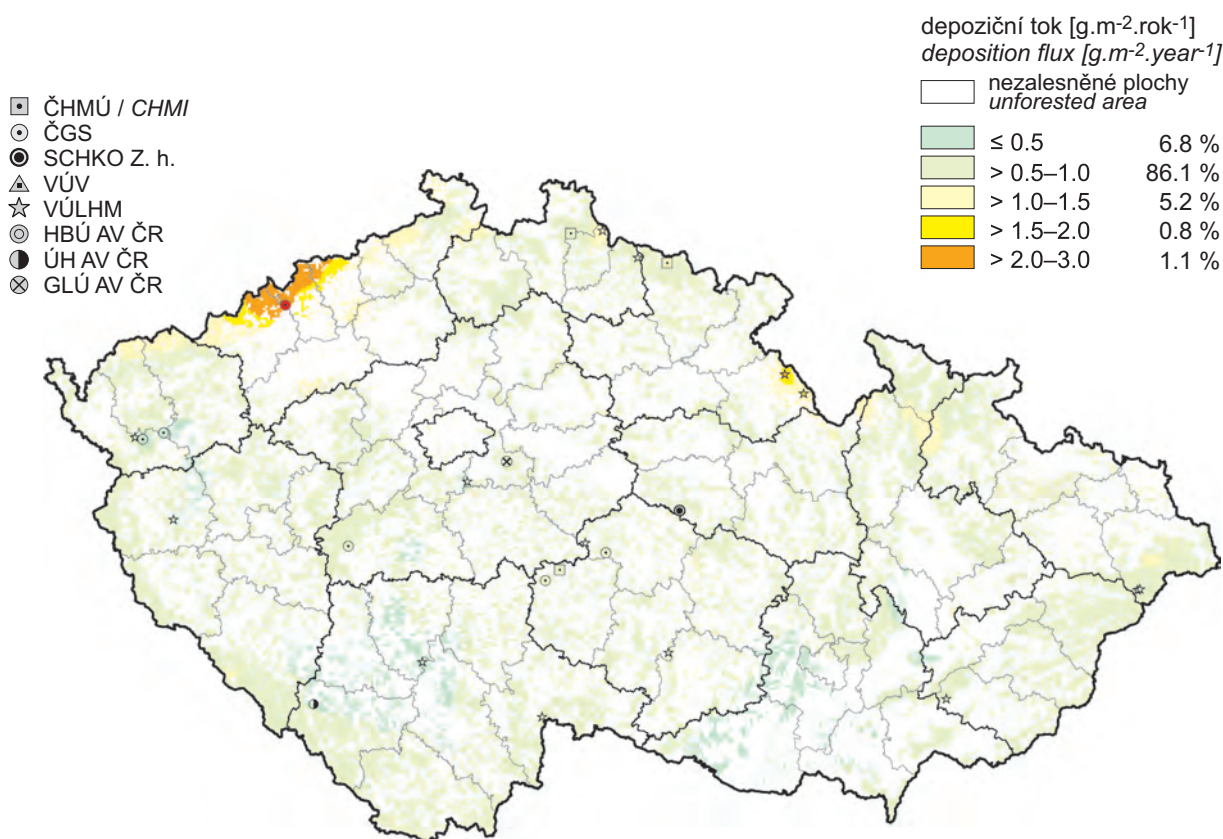 depoziční tok [g.m-2.rok-1]
deposition flux [g.m-2.year-1]
nezalesněné plochy
unforested area
≤ 0.5 6.8 %
> 0.5–1.0 86.1 %
> 1.0–1.5 5.2 %
> 1.5–2.0 0.8 %
> 2.0–3.0 1.1 %
ČHMÚ / CHMI
ČGS
SCHKO Z. h.
VÚV
VÚLHM
HBÚ AV ČR
ÚH AV ČR
GLÚ AV ČR